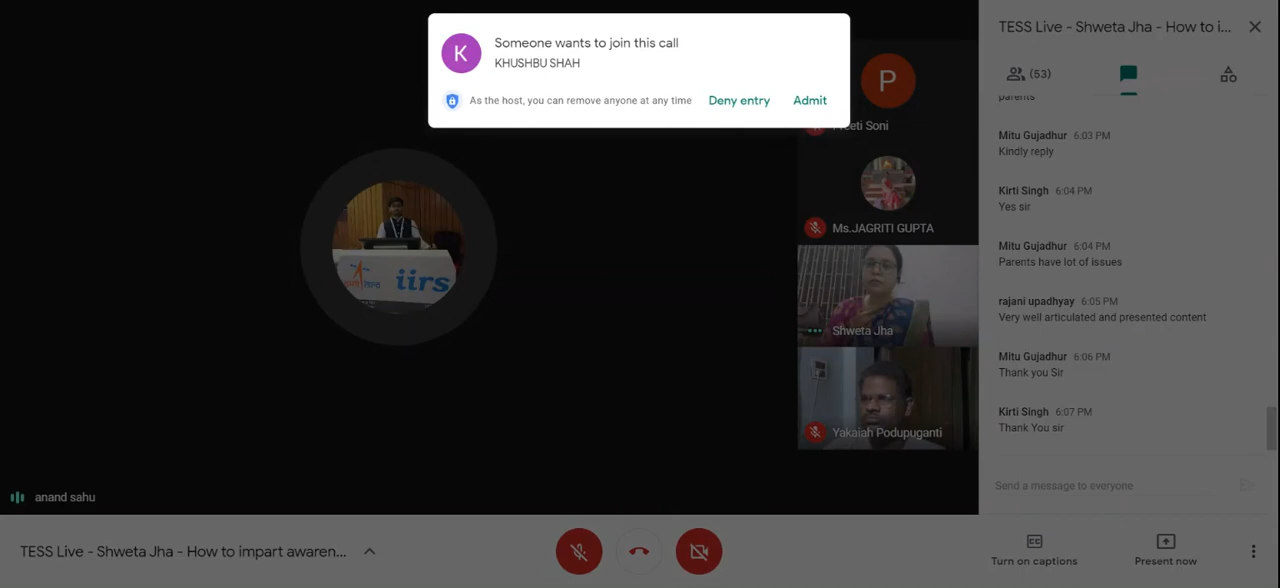 Someone wants to join this call
K
KHUSHBU SHAH
As the host, you can remove anyone at any time
Deny entry
Admit
TESS Live - Shweta Jha - How to i...
(53)
parents
Mitu Gujadhur 6:03 PM
Kindly reply
Kirti Singh 6:04 PM
Yes sir
Mitu Gujadhur 6:04 PM
Parents have lot of issues
rajani upadhyay 6:05 PM
Very well articulated and presented content
Mitu Gujadhur 6:06 PM
Thank you Sir
Kirti Singh 6:07 PM
Thank You sir
Send a message to everyone
P
Preeti Soni
Ms.JAGRITI GUPTA
Shweta Jha
Yakaiah Podupuganti
iirs
anand sahu
TESS Live - Shweta Jha - How to impart awaren...
CC
Turn on captions
Present now